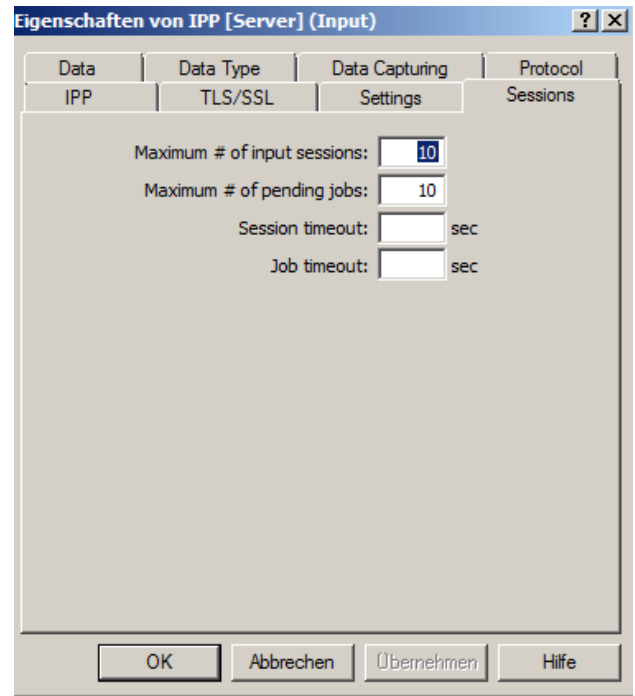 Eigenschaften von IPP [Server] (Input)
Data Data Type Data Capturing Protocol
IPP TLS/SSL Settings Sessions
Maximum # of input sessions: 10
Maximum # of pending jobs: 10
Session timeout: sec
Job timeout: sec
OK Abbrechen Übernehmen Hilfe